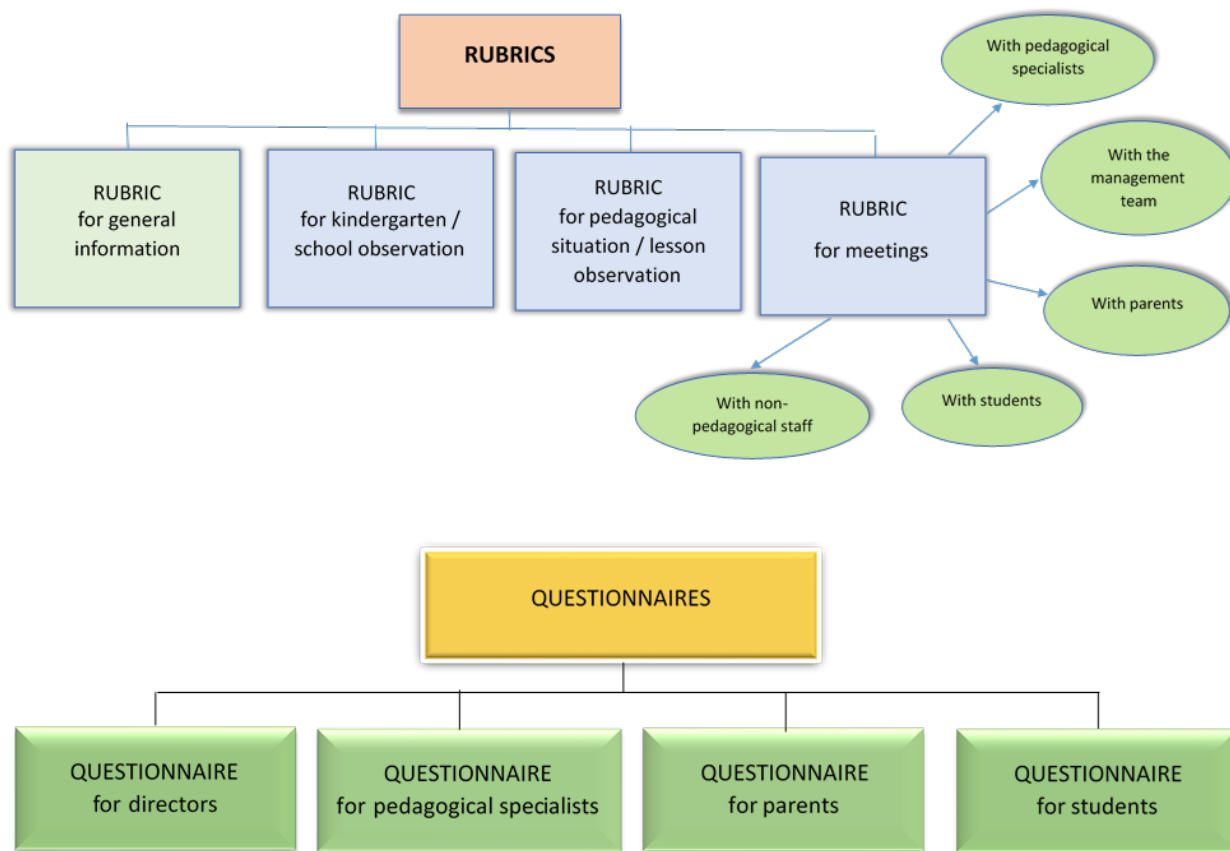 RUBRICS
With pedagogical
specialists
RUBRIC
for general
information
RUBRIC
for kindergarten /
school observation
RUBRIC
for pedagogical
situation / lesson
observation
RUBRIC
for meetings
With the
management
team
With parents
With students
With non-
pedagogical staff
QUESTIONNAIRES
QUESTIONNAIRE
for directors
QUESTIONNAIRE
for pedagogical specialists
QUESTIONNAIRE
for parents
QUESTIONNAIRE
for students